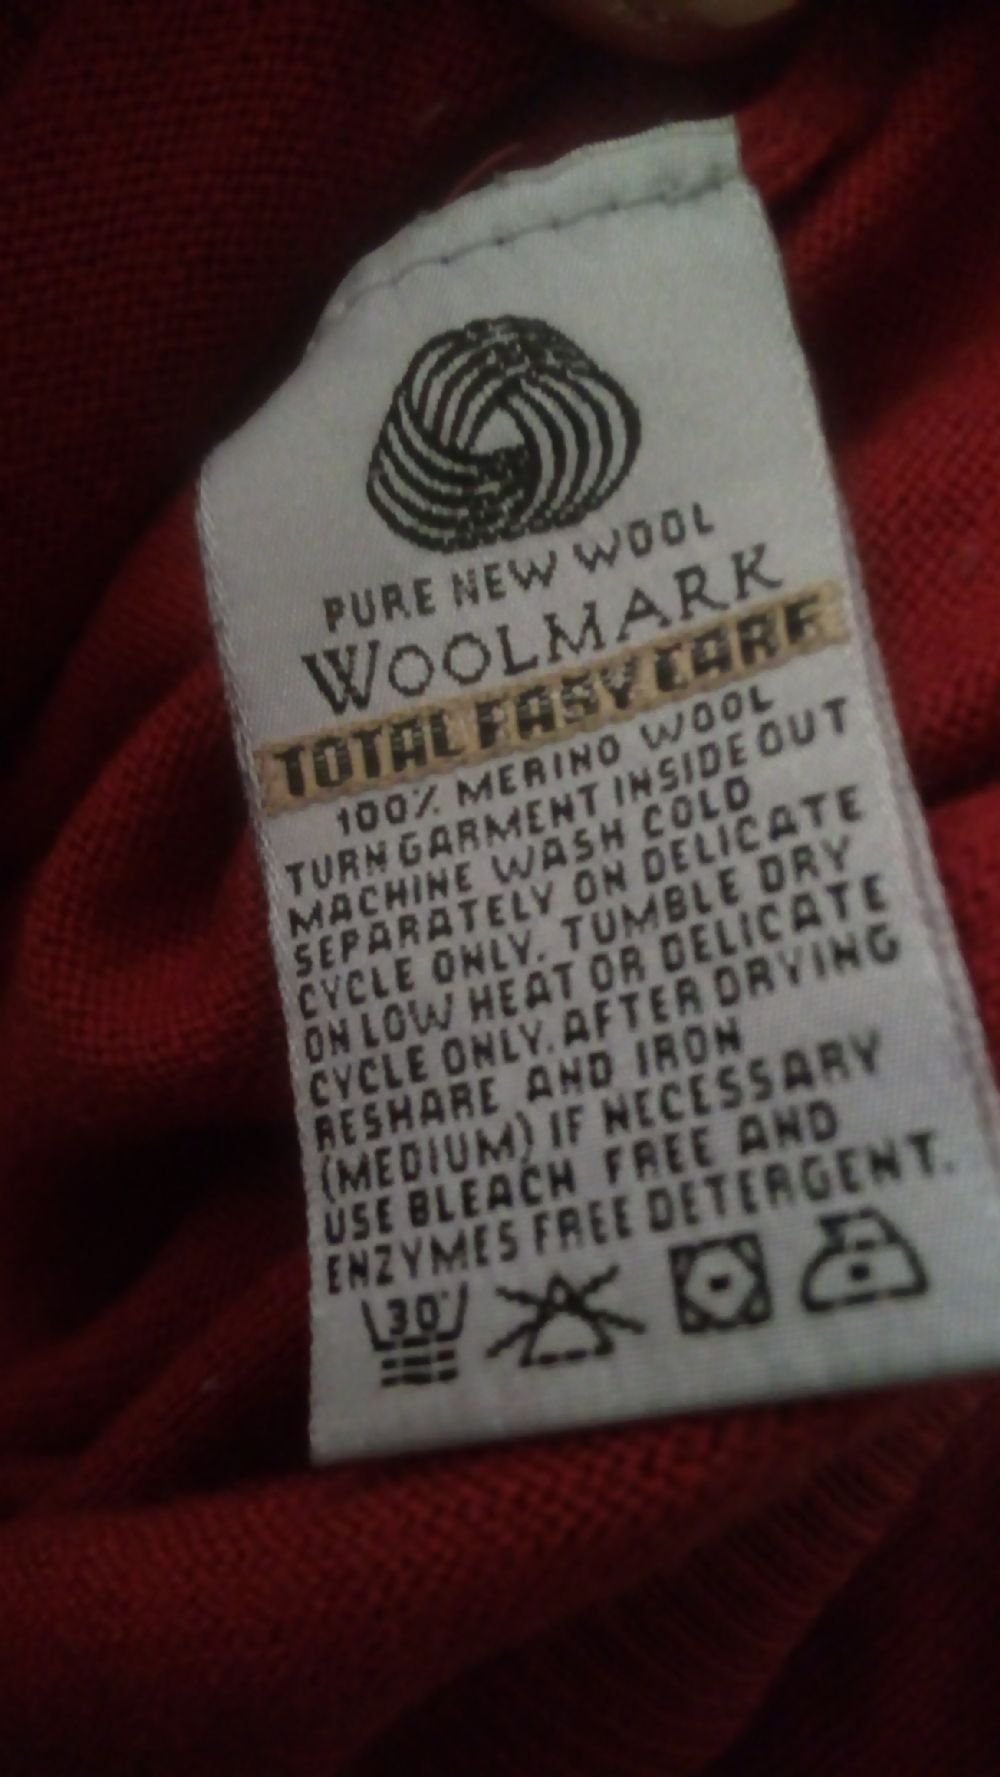 PURE NEW WOOL
WOOLMARK
TOTAL EASY CARE
100% MERINO WOOL
TURN GARMENT INSIDE OUT
MACHINE WASH COLD
SEPARATELY ON DELICATE
CYCLE ONLY. TUMBLE DRY
ON LOW HEAT OR DELICATE
CYCLE ONLY. AFTER DRYING
RESHARE AND IRON
(MEDIUM) IF NECESSARY
USE BLEACH FREE AND
ENZYMES FREE DETERGENT.
30°